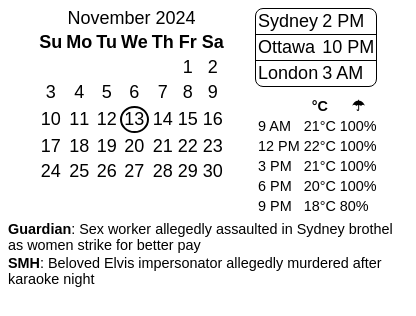 November 2024
Su Mo Tu We Th Fr Sa
1 2
3 4 5 6 7 8 9
10 11 12 13 14 15 16
17 18 19 20 21 22 23
24 25 26 27 28 29 30
Sydney 2 PM
Ottawa 10 PM
London 3 AM
°C ☂
9 AM 21°C 100%
12 PM 22°C 100%
3 PM 21°C 100%
6 PM 20°C 100%
9 PM 18°C 80%
Guardian: Sex worker allegedly assaulted in Sydney brothel
as women strike for better pay
SMH: Beloved Elvis impersonator allegedly murdered after
karaoke night